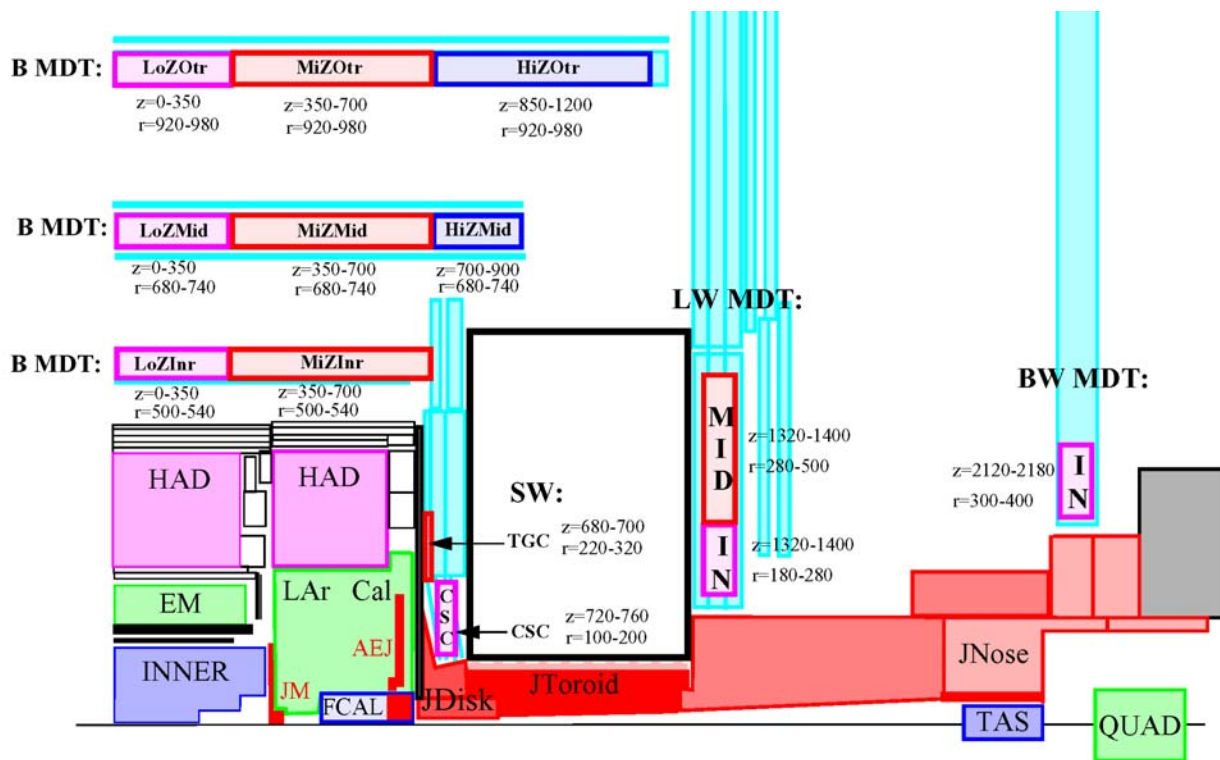 B MDT:
LoZOtr
MiZOtr
HiZOtr
z=0-350
r=920-980
z=350-700
r=920-980
z=850-1200
r=920-980
B MDT:
LoZMid
MiZMid
HiZMid
z=0-350
r=680-740
z=350-700
r=680-740
z=700-900
r=680-740
LW MDT:
B MDT:
LoZInr
MiZInr
z=0-350
r=500-540
z=350-700
r=500-540
BW MDT:
MID
z=1320-1400
r=280-500
IN
z=2120-2180
r=300-400
HAD
HAD
SW:
TGC
z=680-700
r=220-320
IN
z=1320-1400
r=180-280
EM
LAr Cal
CSC
CSC
z=720-760
r=100-200
AEJ
INNER
JM
FCAL
JDisk
JToroid
JNose
TAS
QUAD